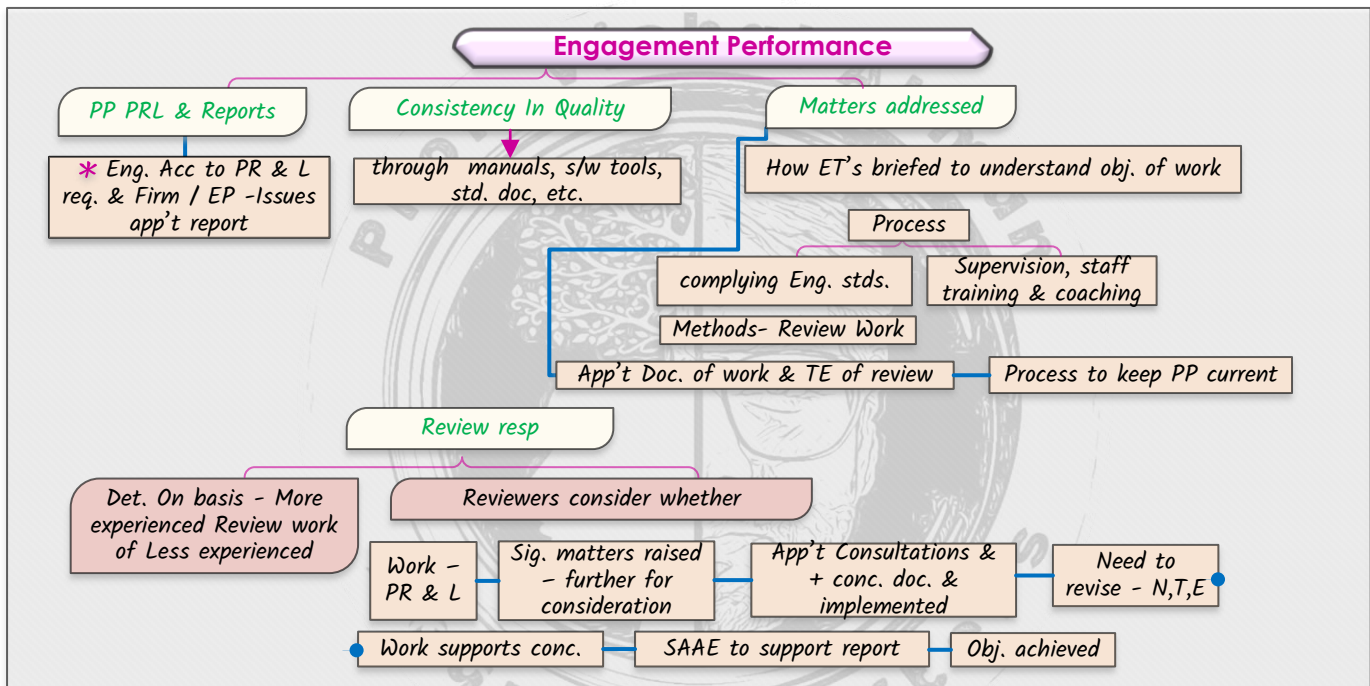 Engagement Performance
PP PRL & Reports
Consistency In Quality
Matters addressed
* Eng. Acc to PR & L
req. & Firm / EP -Issues
app't report
through manuals, s/w tools,
std. doc, etc.
How ET's briefed to understand obj. of work
Process
complying Eng. stds.
Supervision, staff
training & coaching
Methods- Review Work
App't Doc. of work & TE of review
Process to keep PP current
Review resp
Det. On basis - More
experienced Review work
of Less experienced
Reviewers consider whether
Work -
PR & L
Sig. matters raised
- further for
consideration
App't Consultations &
+ conc. doc. &
implemented
Need to
revise - N,T,E
Work supports conc.
SAAE to support report
Obj. achieved